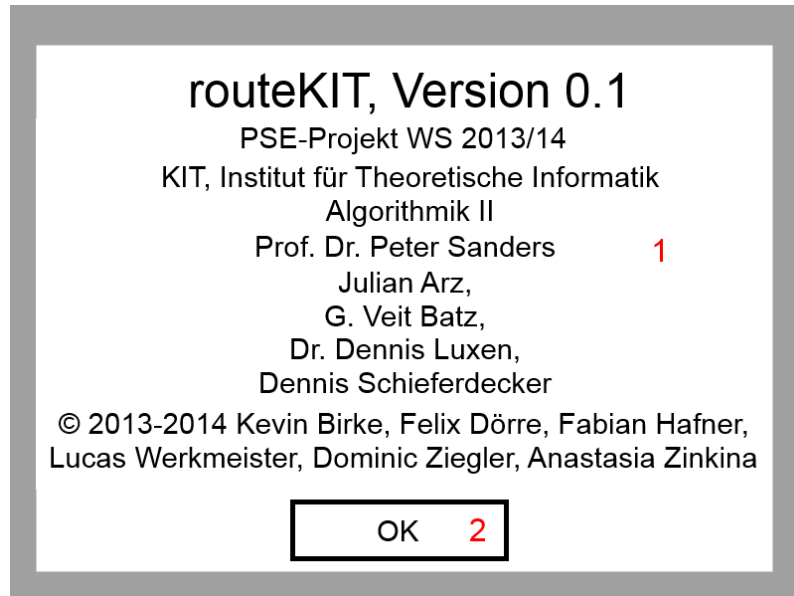 routeKIT, Version 0.1
PSE-Projekt WS 2013/14
KIT, Institut für Theoretische Informatik
Algorithmik II
Prof. Dr. Peter Sanders 1
Julian Arz,
G. Veit Batz,
Dr. Dennis Luxen,
Dennis Schieferdecker
© 2013-2014 Kevin Birke, Felix Dörre, Fabian Hafner,
Lucas Werkmeister, Dominic Ziegler, Anastasia Zinkina
OK 2